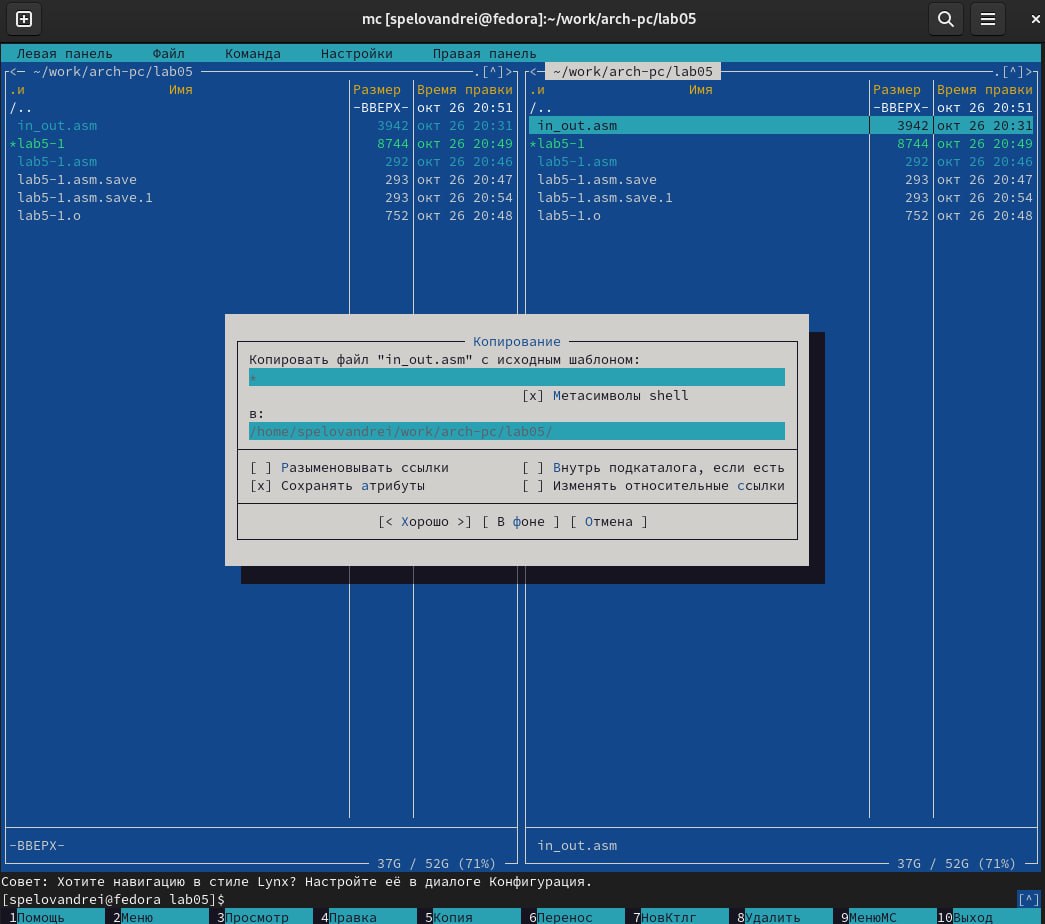 mc [spelovandrei@fedora]:~/work/arch-pc/lab05
Левая панель Файл Команда Настройки Правая панель
<─ ~/work/arch-pc/lab05 .[^]>
.и Имя Размер Время правки
/.. -ВВЕРХ- окт 26 20:51
in_out.asm 3942 окт 26 20:31
*lab5-1 8744 окт 26 20:49
lab5-1.asm 292 окт 26 20:46
lab5-1.asm.save 293 окт 26 20:47
lab5-1.asm.save.1 293 окт 26 20:54
lab5-1.o 752 окт 26 20:48
-ВВЕРХ-
37G / 52G (71%)
<─ ~/work/arch-pc/lab05 .[^]>
.и Имя Размер Время правки
/.. -ВВЕРХ- окт 26 20:51
in_out.asm 3942 окт 26 20:31
*lab5-1 8744 окт 26 20:49
lab5-1.asm 292 окт 26 20:46
lab5-1.asm.save 293 окт 26 20:47
lab5-1.asm.save.1 293 окт 26 20:54
lab5-1.o 752 окт 26 20:48
in_out.asm
37G / 52G (71%)
Копирование
Копировать файл "in_out.asm" с исходным шаблоном:
*
[x] Метасимволы shell
в:
/home/spelovandrei/work/arch-pc/lab05/
[ ] Разыменовывать ссылки [ ] Внутрь подкаталога, если есть
[x] Сохранять атрибуты [ ] Изменять относительные ссылки
[< Хорошо >] [ В фоне ] [ Отмена ]
Совет: Хотите навигацию в стиле Lynx? Настройте её в диалоге Конфигурация.
[spelovandrei@fedora lab05]$ [^]
1Помощь 2Меню 3Просмотр 4Правка 5Копия 6Перенос 7НовКтлг 8Удалить 9МенюMC 10Выход